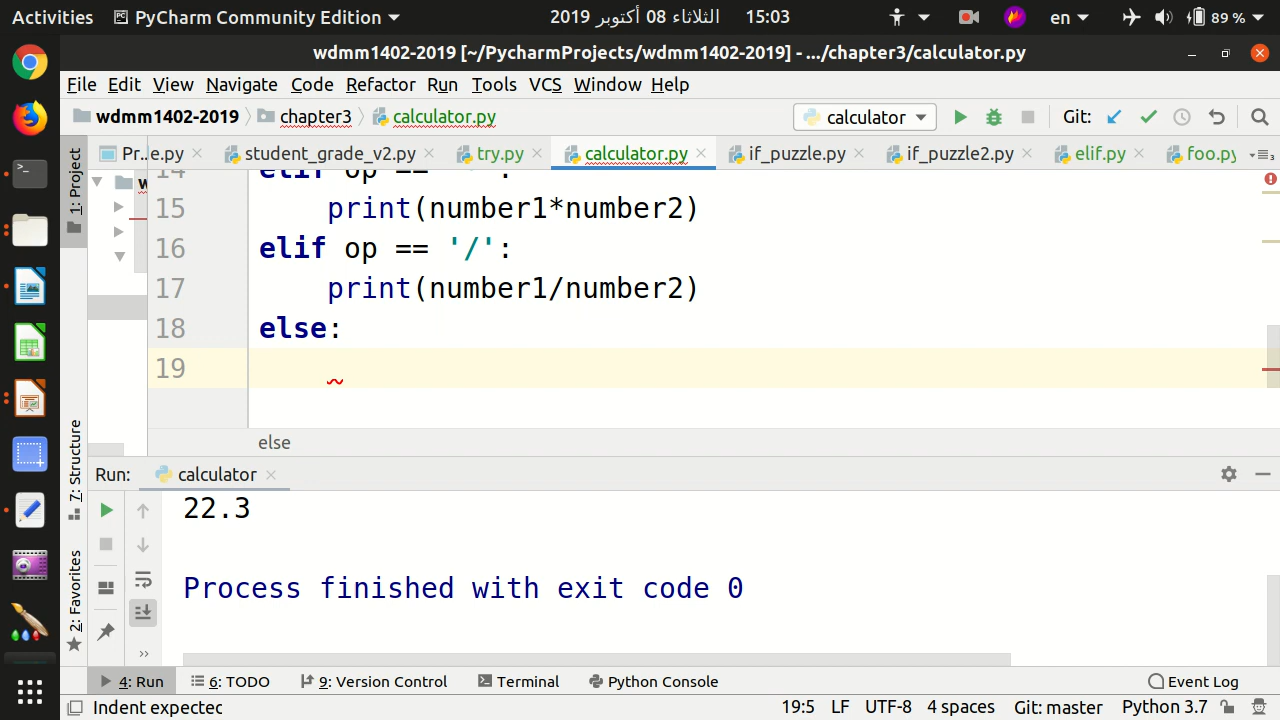 Activities PyCharm Community Edition الثلاثاء 08 أكتوبر 2019 15:03 en 89 %
wdmm1402-2019 [~/PycharmProjects/wdmm1402-2019] - .../chapter3/calculator.py
File Edit View Navigate Code Refactor Run Tools VCS Window Help
wdmm1402-2019 chapter3 calculator.py calculator Git:
1: Project Pr..e.py student_grade_v2.py try.py calculator.py if_puzzle.py if_puzzle2.py elif.py foo.py
14 elif op == :
15 print(number1*number2)
16 elif op == '/':
17 print(number1/number2)
18 else:
19
else
7: Structure
2: Favorites
Run: calculator
22.3
Process finished with exit code 0
4: Run 6: TODO 9: Version Control Terminal Python Console Event Log
Indent expected 19:5 LF UTF-8 4 spaces Git: master Python 3.7